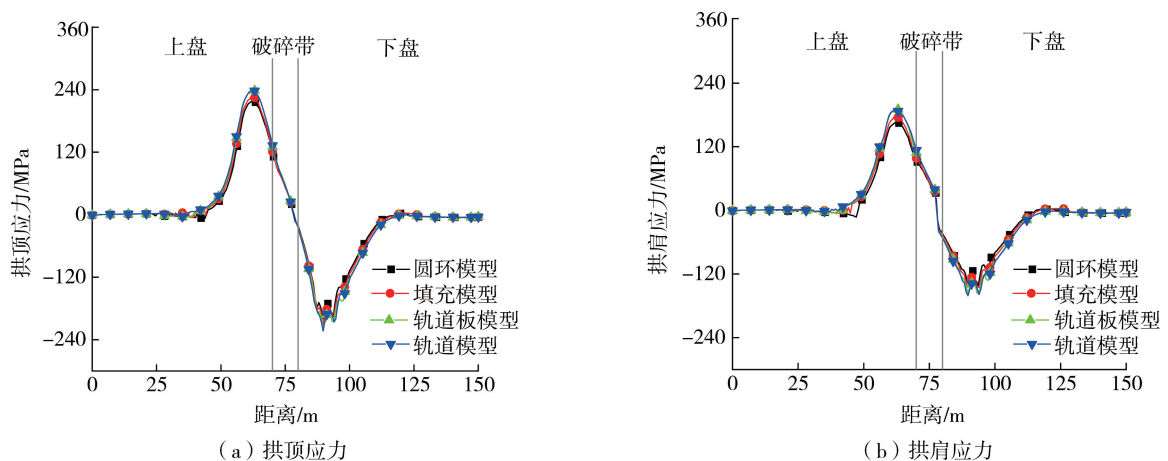 360
240
120
0
−120
−240
拱顶应力/MPa
上盘
破碎带
下盘
圆环模型
填充模型
轨道板模型
轨道模型
0 25 50 75 100 125 150
距离/m
（a）拱顶应力
360
240
120
0
−120
−240
拱肩应力/MPa
上盘
破碎带
下盘
圆环模型
填充模型
轨道板模型
轨道模型
0 25 50 75 100 125 150
距离/m
（b）拱肩应力